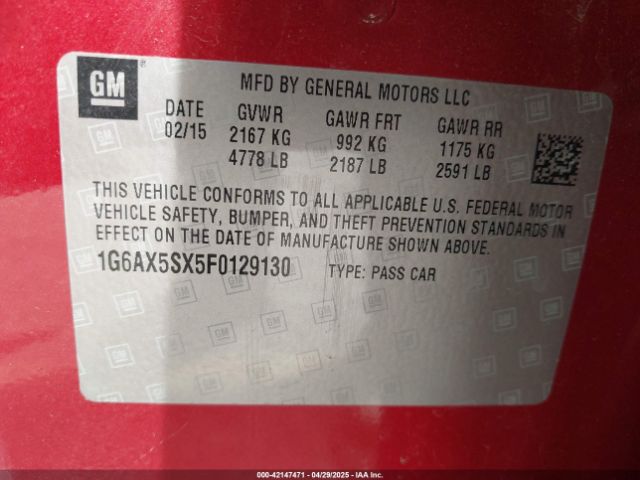 GM ®
MFD BY GENERAL MOTORS LLC
DATE GVWR GAWR FRT GAWR RR
02/15 2167 KG 992 KG 1175 KG
4778 LB 2187 LB 2591 LB
THIS VEHICLE CONFORMS TO ALL APPLICABLE U.S. FEDERAL MOTOR
VEHICLE SAFETY, BUMPER, AND THEFT PREVENTION STANDARDS IN
EFFECT ON THE DATE OF MANUFACTURE SHOWN ABOVE.
1G6AX5SX5F0129130 TYPE: PASS CAR
000-42147471 - 04/29/2025 - IAA Inc.